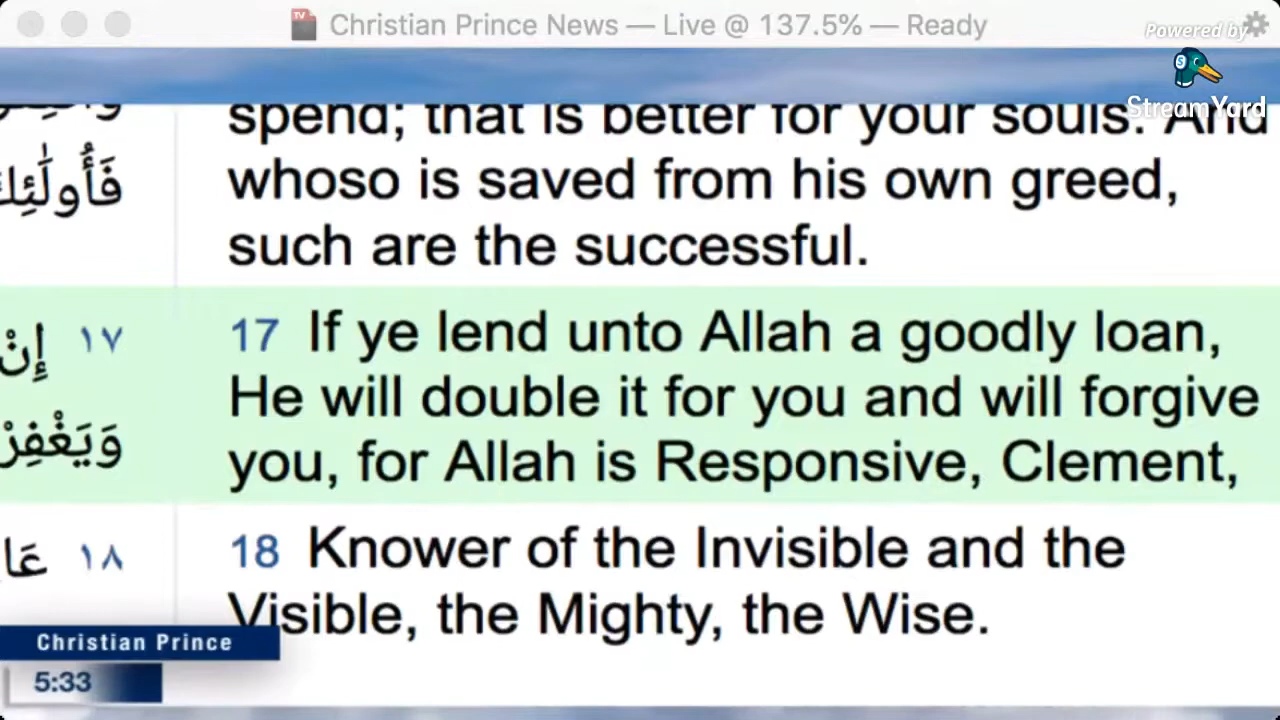 Christian Prince News — Live @ 137.5% — Ready
Powered by
StreamYard
spend; that is better for your souls. And
فَأُولَٰئِكَ
whoso is saved from his own greed,
such are the successful.
١٧ إِنْ
17 If ye lend unto Allah a goodly loan,
He will double it for you and will forgive
وَيَغْفِرْ
you, for Allah is Responsive, Clement,
١٨
18 Knower of the Invisible and the
Visible, the Mighty, the Wise.
Christian Prince
5:33